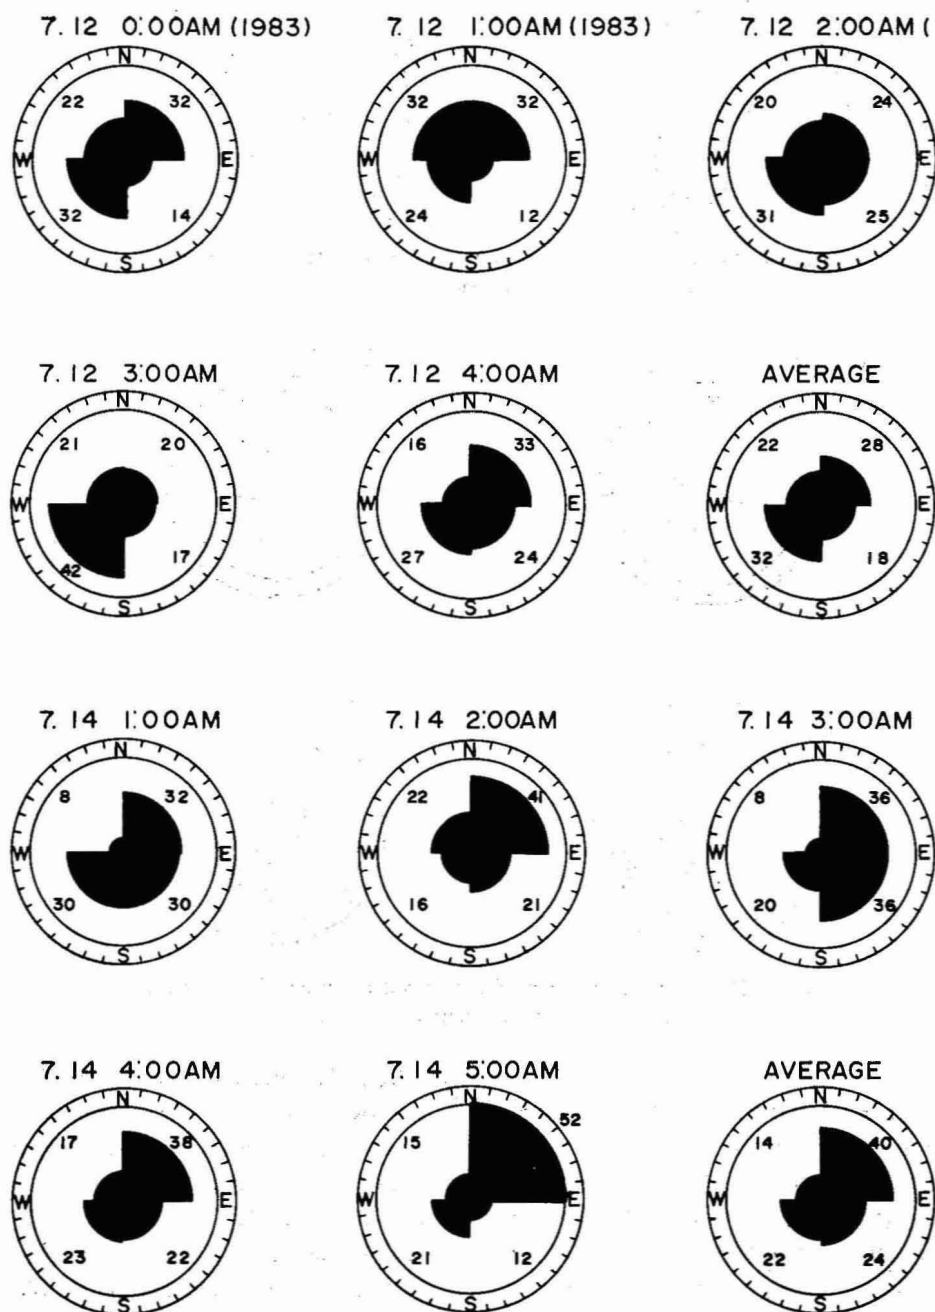 7.12 0:00AM (1983) 7.12 1:00AM (1983) 7.12 2:00AM (
N N N
22 32 32 32 20 24
W E W E W E
32 14 24 12 31 25
S S S
7.12 3:00AM 7.12 4:00AM AVERAGE
N N N
21 20 16 33 22 28
W E W E W E
42 17 27 24 32 18
S S S
7.14 1:00AM 7.14 2:00AM 7.14 3:00AM
N N N
8 32 22 41 8 36
W E W E W E
30 30 16 21 20 36
S S S
7.14 4:00AM 7.14 5:00AM AVERAGE
N N N
17 38 15 52 14 40
W E W E W E
23 22 21 12 22 24
S S S